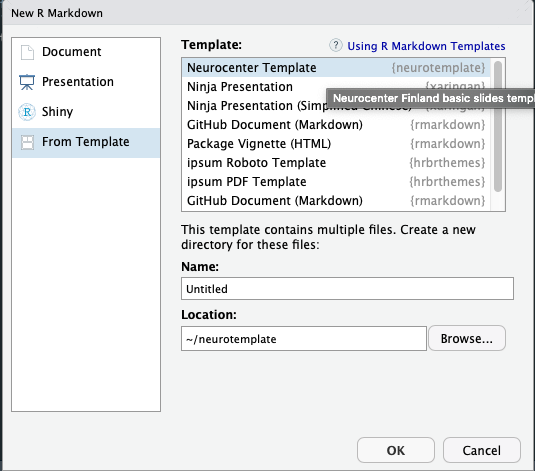 New R Markdown
Document
Presentation
R Shiny
From Template
Template:
? Using R Markdown Templates
Neurocenter Template {neurotemplate}
Ninja Presentation {xaringan}
Neurocenter Finland basic slides templ
Ninja Presentation (Simplified Chinese)
GitHub Document (Markdown) {rmarkdown}
Package Vignette (HTML) {rmarkdown}
ipsum Roboto Template {hrbrthemes}
ipsum PDF Template {hrbrthemes}
GitHub Document (Markdown) {rmarkdown}
This template contains multiple files. Create a new
directory for these files:
Name:
Untitled
Location:
~/neurotemplate
Browse...
OK
Cancel